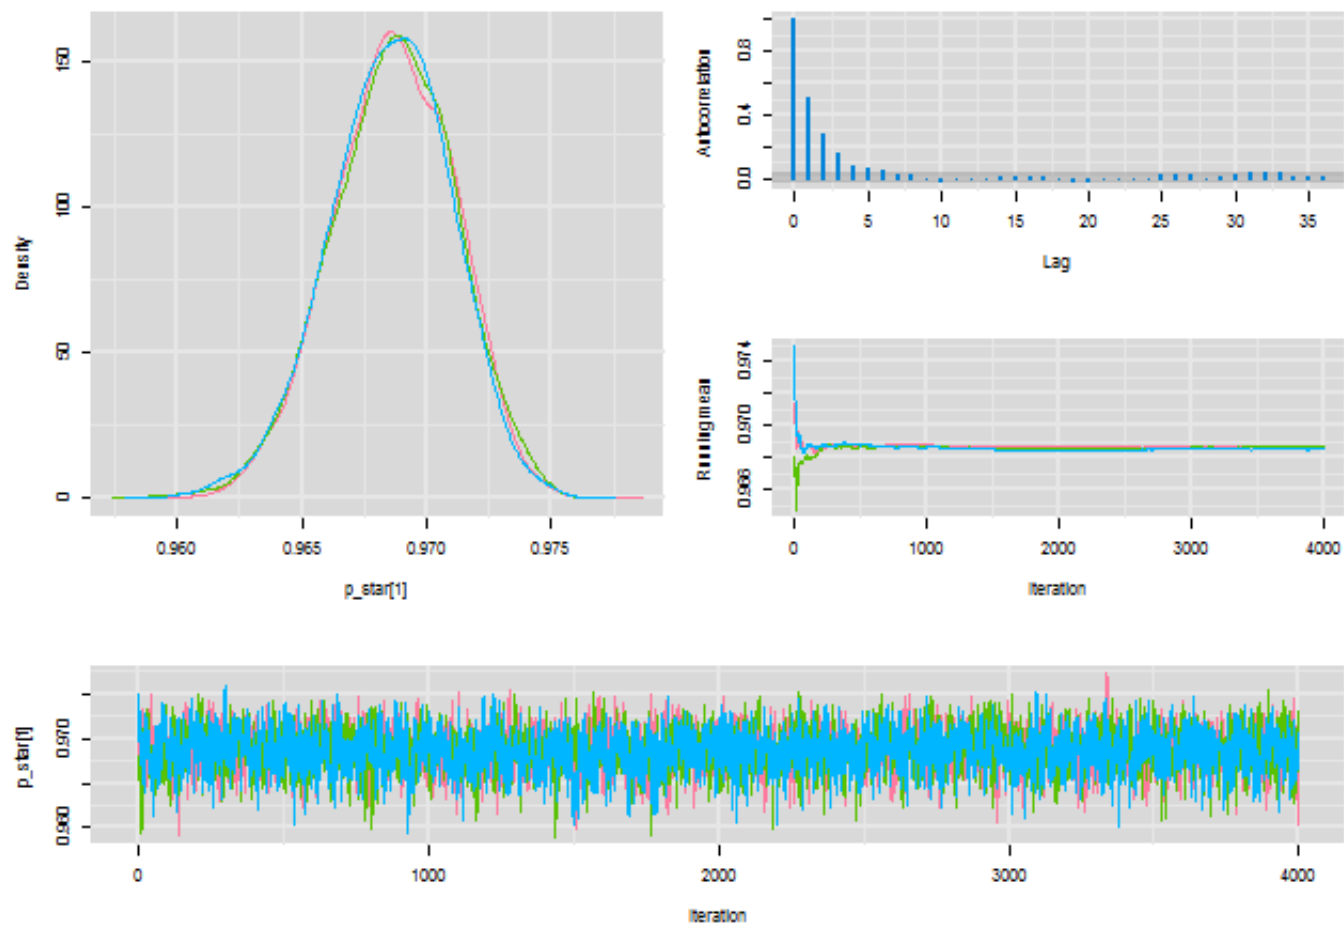 Density
150
100
50
0
0.960 0.965 0.970 0.975
p_star[1]
Autocorrelation
0.8
0.4
0.0
0 5 10 15 20 25 30 35
Lag
Running mean
0.974
0.970
0.966
0 1000 2000 3000 4000
Iteration
p_star[1]
0.970
0.960
0 1000 2000 3000 4000
Iteration